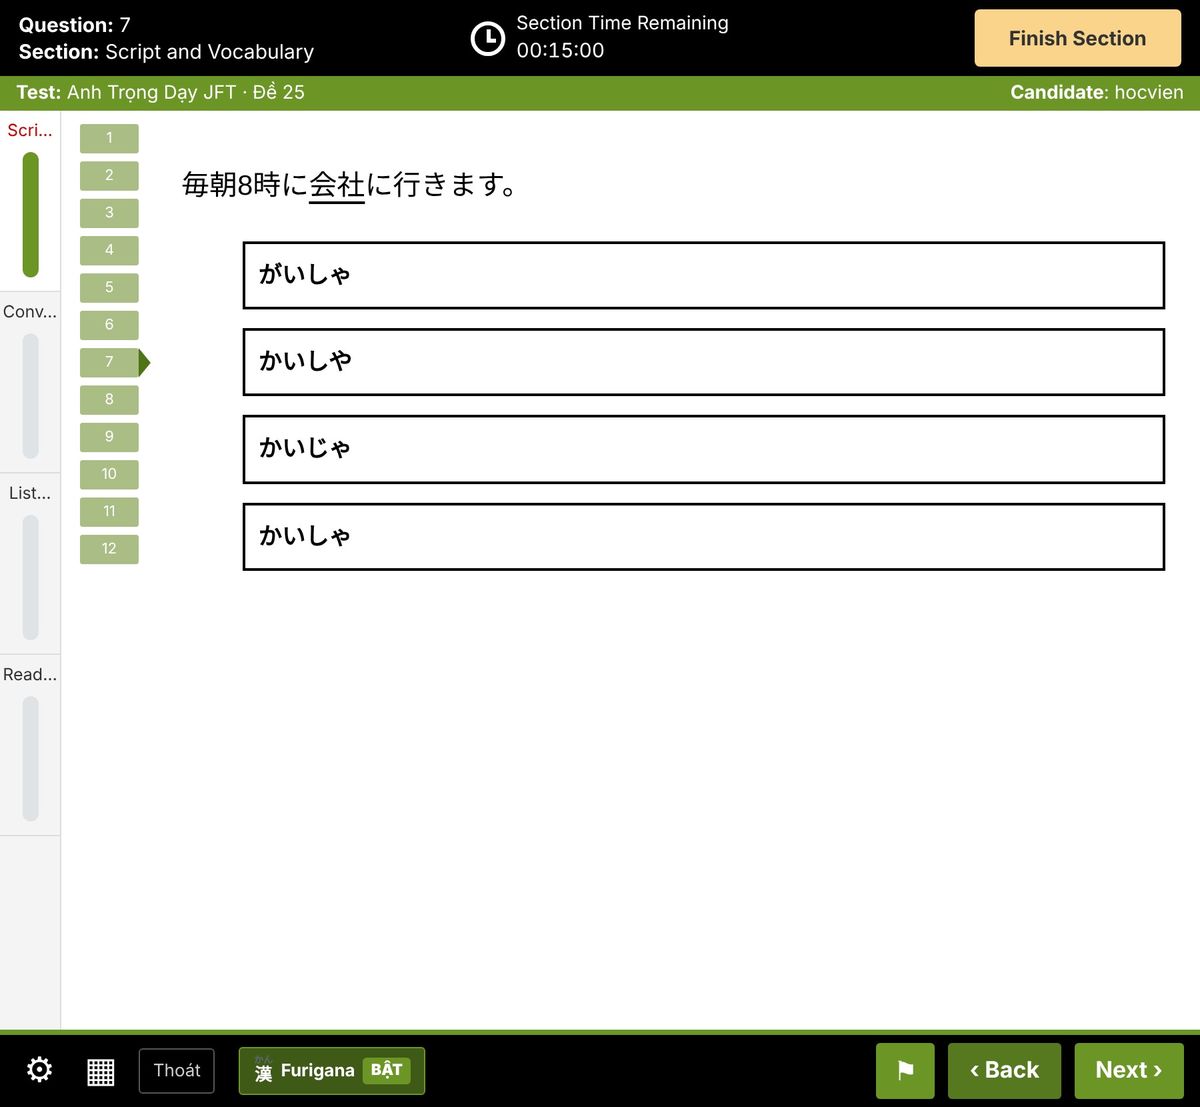 Question: 7
Section: Script and Vocabulary
Section Time Remaining
00:15:00
Finish Section
Test: Anh Trọng Dạy JFT · Đề 25
Candidate: hocvien
Scri...
Conv...
List...
Read...
1
2
3
4
5
6
7
8
9
10
11
12
毎朝8時に会社に行きます。
がいしゃ
かいしや
かいじゃ
かいしゃ
Thoát
かん
漢 Furigana BẬT
‹ Back
Next ›